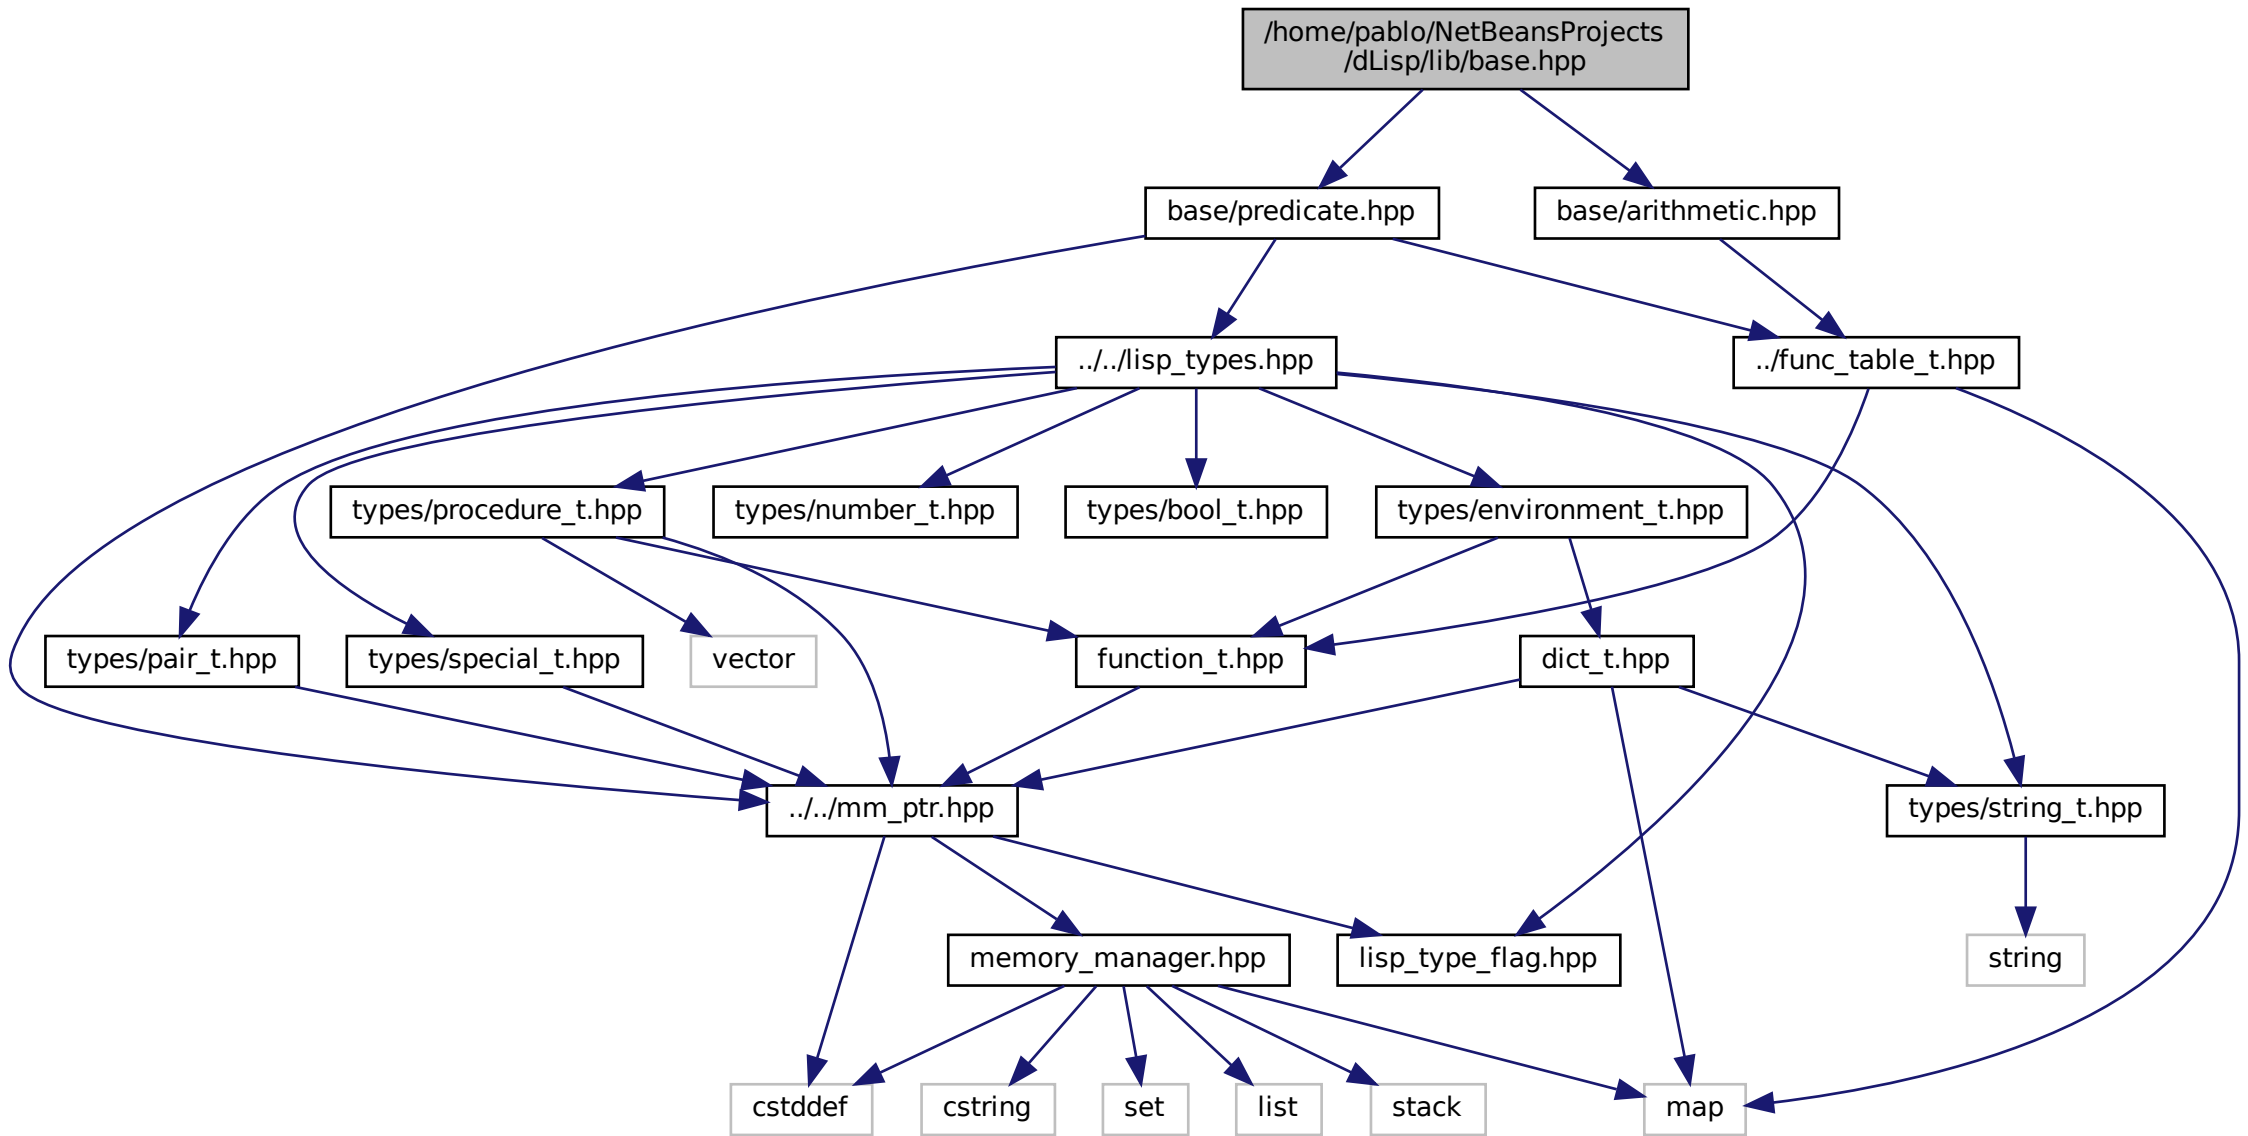 /home/pablo/NetBeansProjects
/dLisp/lib/base.hpp
base/predicate.hpp
base/arithmetic.hpp
../../lisp_types.hpp
../func_table_t.hpp
types/procedure_t.hpp
types/number_t.hpp
types/bool_t.hpp
types/environment_t.hpp
types/pair_t.hpp
types/special_t.hpp
vector
function_t.hpp
dict_t.hpp
../../mm_ptr.hpp
types/string_t.hpp
memory_manager.hpp
lisp_type_flag.hpp
string
cstddef
cstring
set
list
stack
map